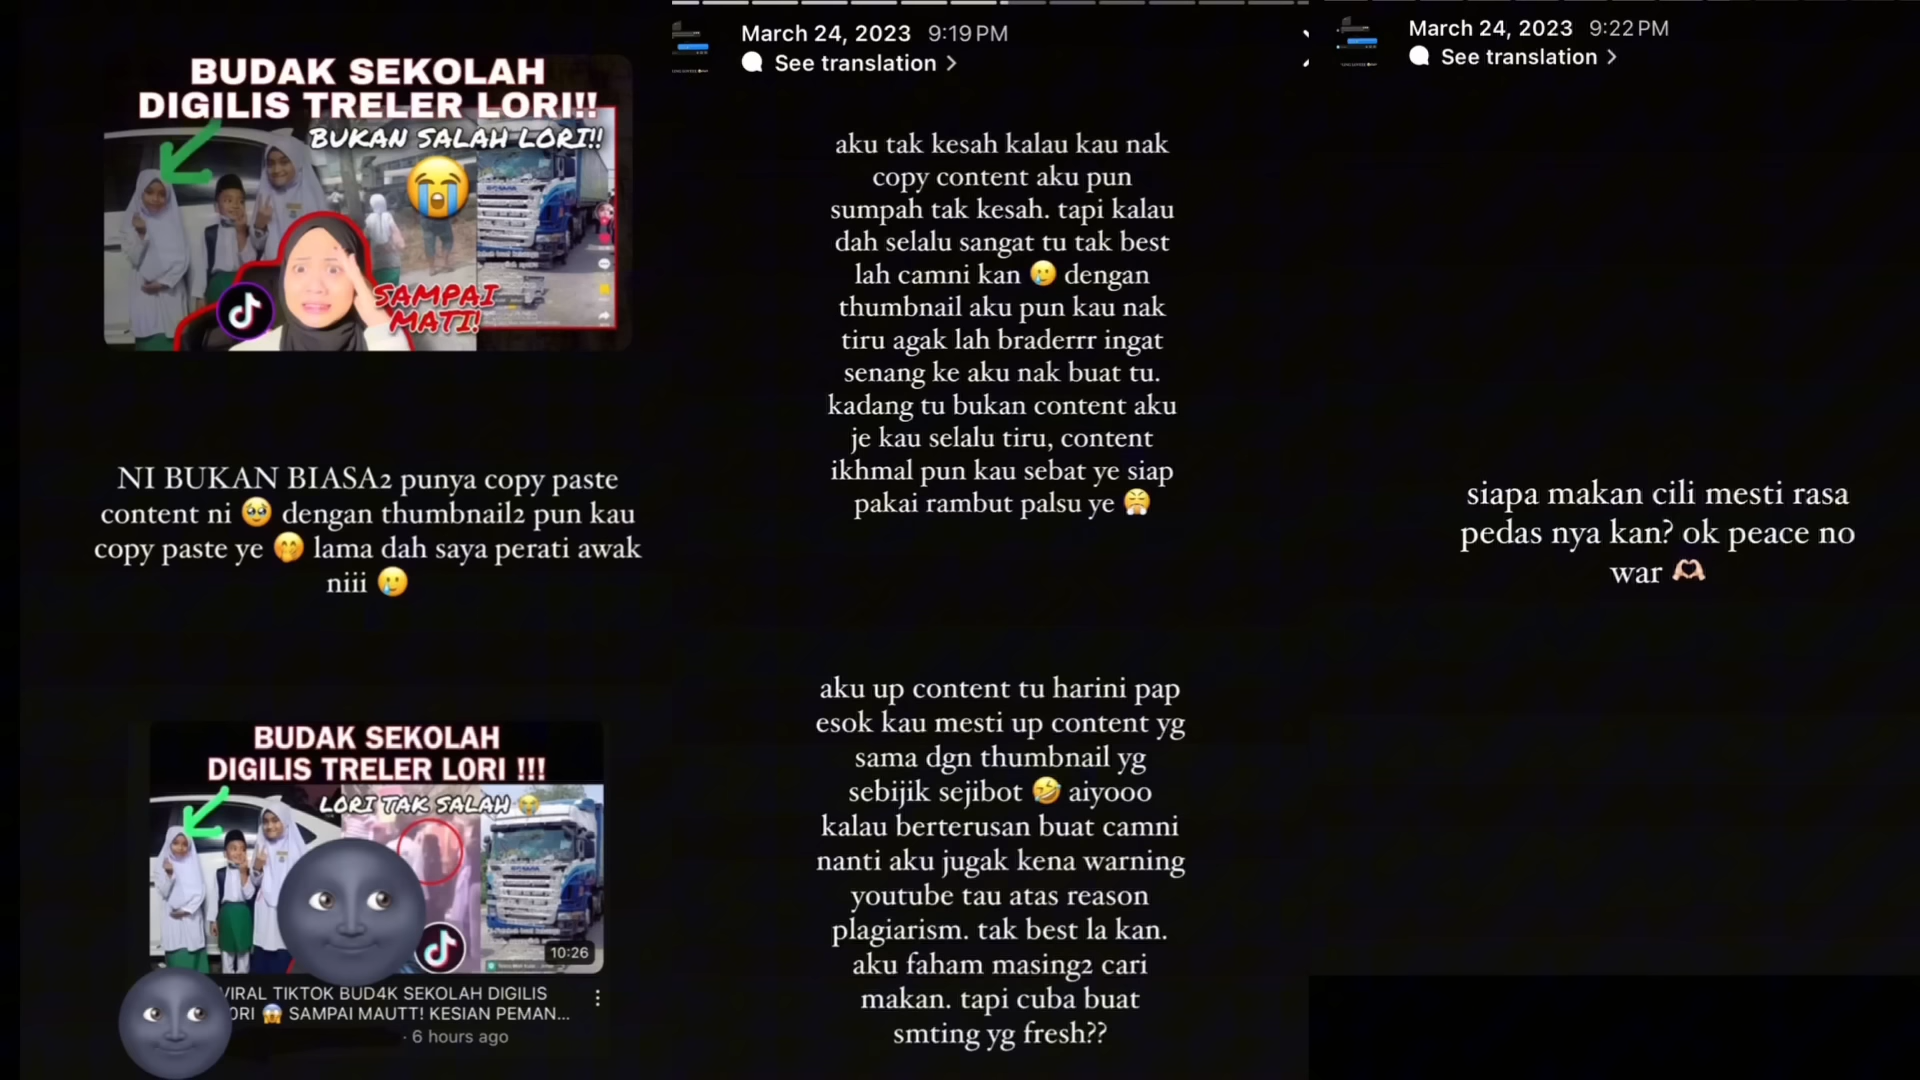 BUDAK SEKOLAH
DIGILIS TRELER LORI!!
BUKAN SALAH LORI!!
SAMPAI
MATI!
NI BUKAN BIASA2 punya copy paste
content ni 🥹 dengan thumbnail2 pun kau
copy paste ye 🤭 lama dah saya perati awak
niii 🥲
BUDAK SEKOLAH
DIGILIS TRELER LORI !!!
LORI TAK SALAH 😭
10:26
VIRAL TIKTOK BUD4K SEKOLAH DIGILIS
ORI 😱 SAMPAI MAUTT! KESIAN PEMAN...
· 6 hours ago
March 24, 2023 9:19 PM
See translation >
aku tak kesah kalau kau nak
copy content aku pun
sumpah tak kesah. tapi kalau
dah selalu sangat tu tak best
lah camni kan 🥲 dengan
thumbnail aku pun kau nak
tiru agak lah braderrr ingat
senang ke aku nak buat tu.
kadang tu bukan content aku
je kau selalu tiru, content
ikhmal pun kau sebat ye siap
pakai rambut palsu ye 😤
aku up content tu harini pap
esok kau mesti up content yg
sama dgn thumbnail yg
sebijik sejibot 🤣 aiyooo
kalau berterusan buat camni
nanti aku jugak kena warning
youtube tau atas reason
plagiarism. tak best la kan.
aku faham masing2 cari
makan. tapi cuba buat
smting yg fresh??
March 24, 2023 9:22 PM
See translation >
siapa makan cili mesti rasa
pedas nya kan? ok peace no
war 🫶🏻